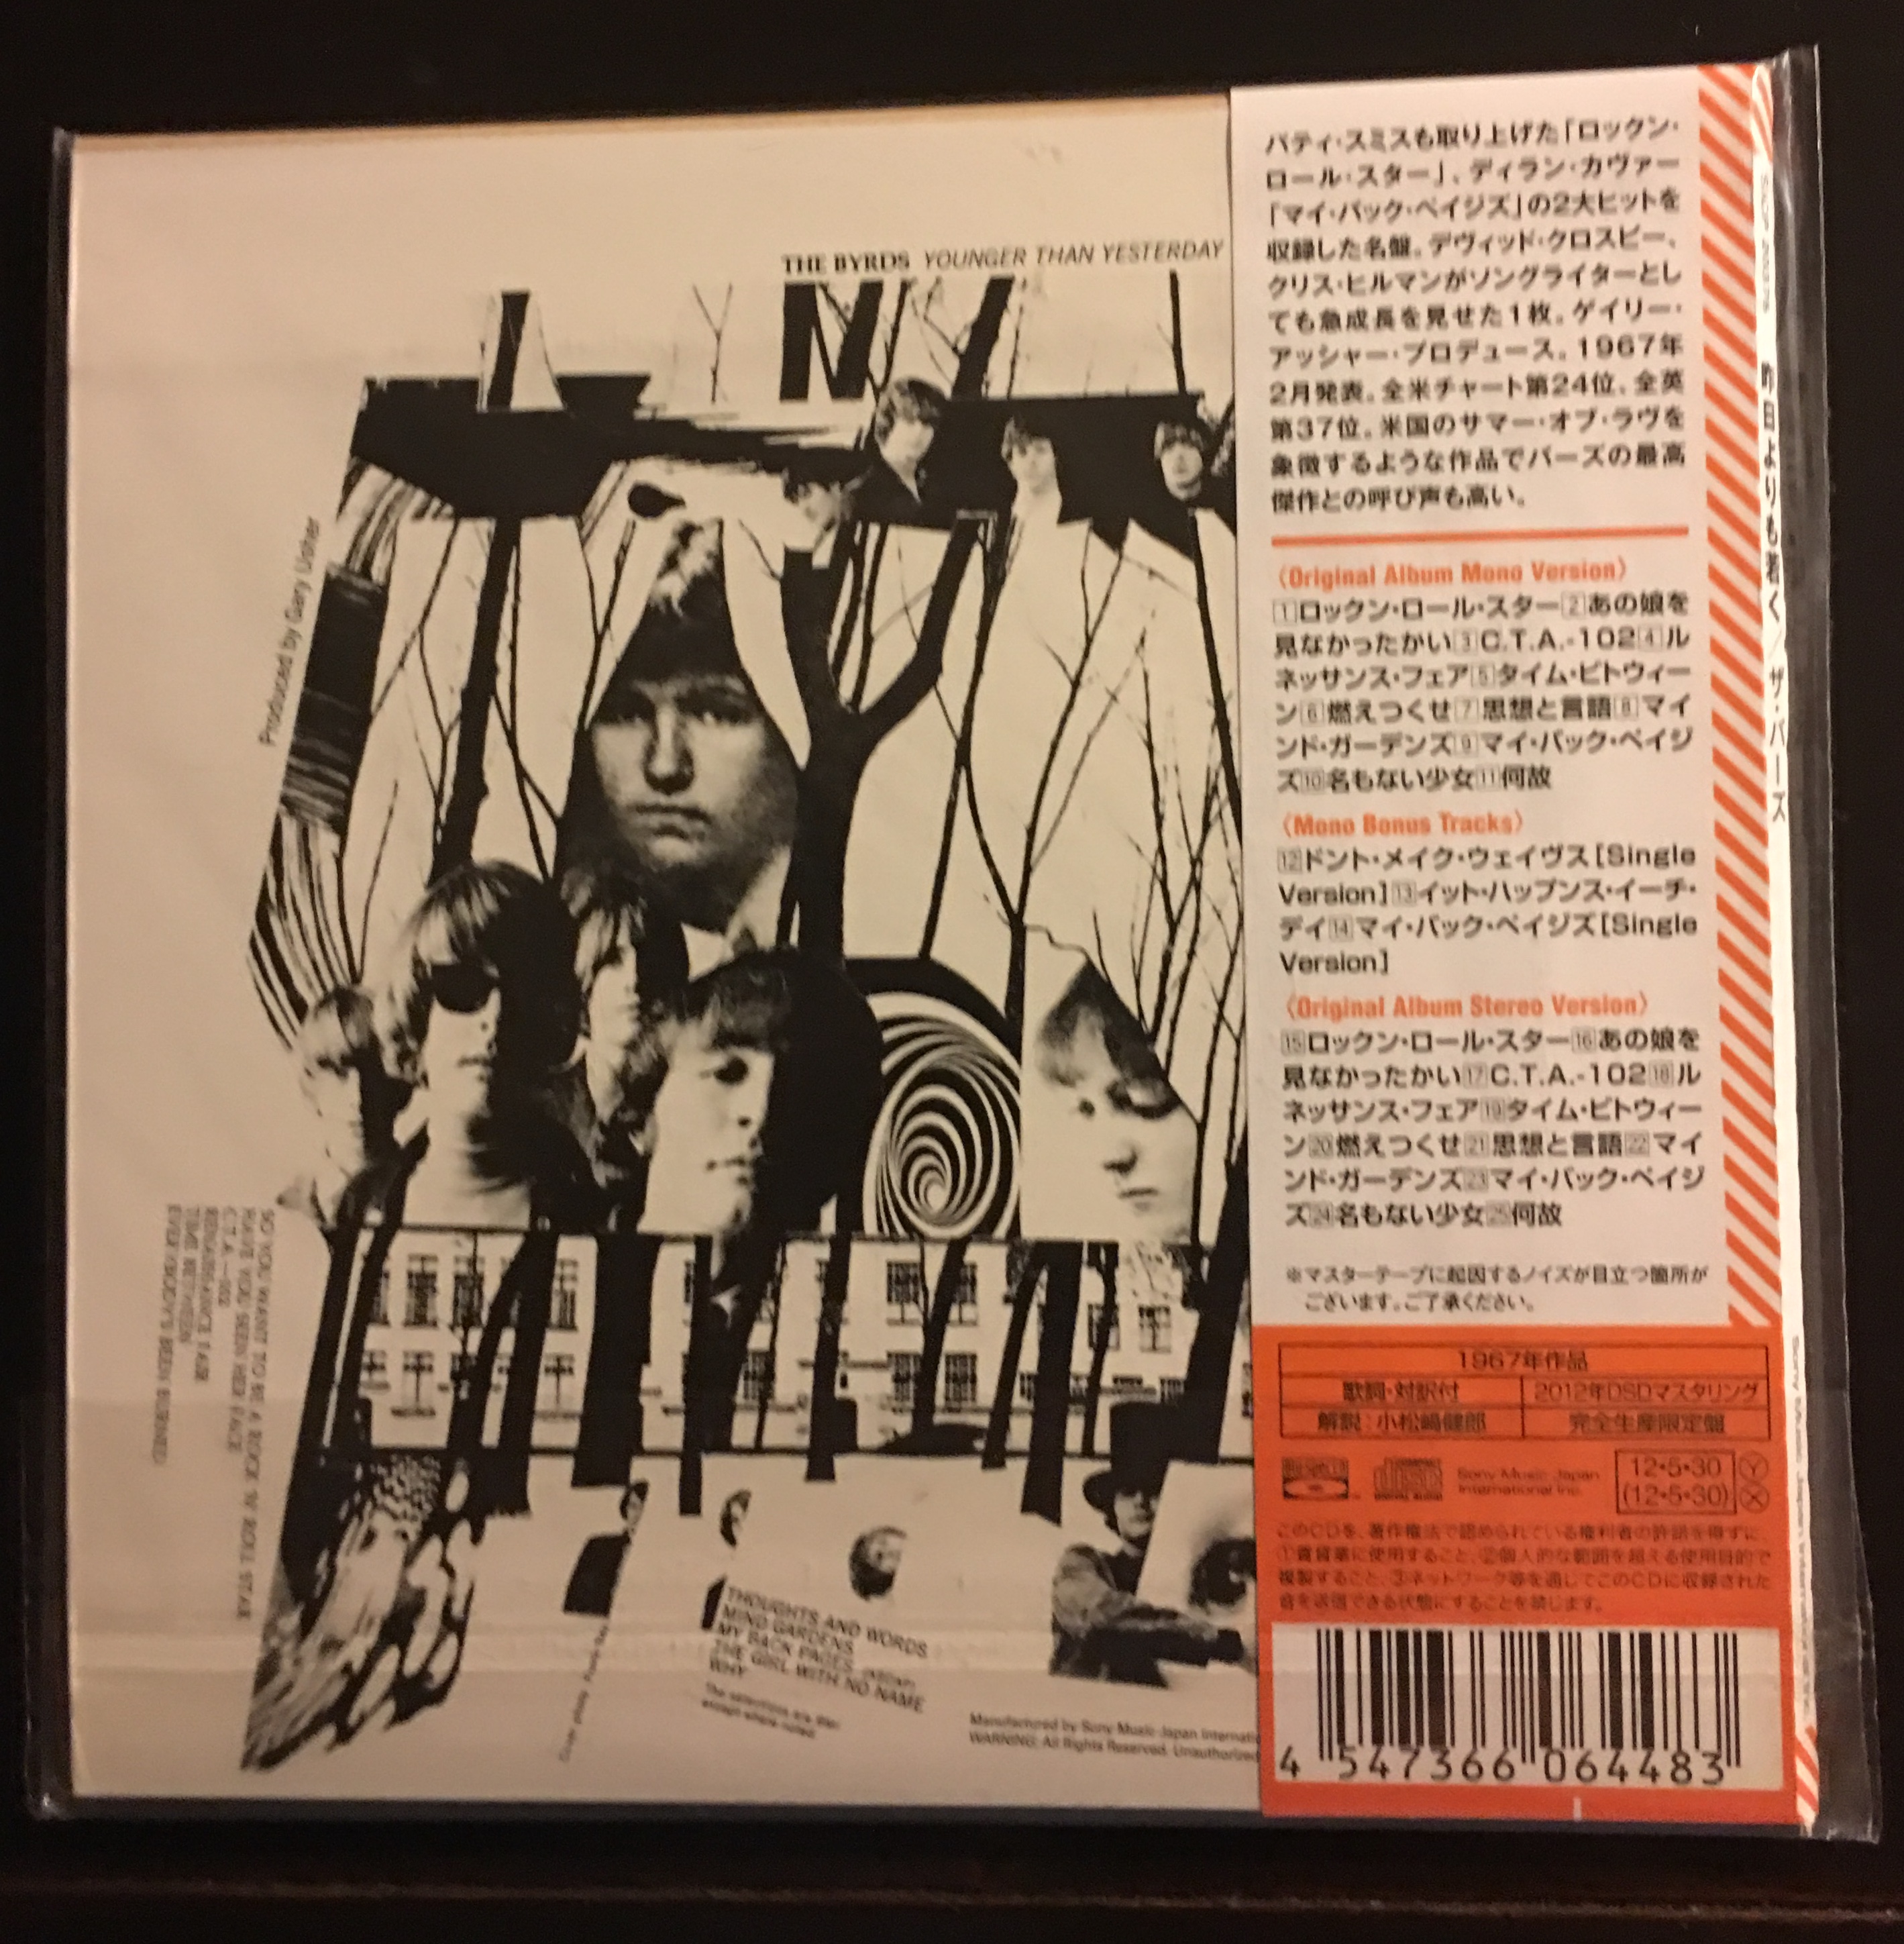 THE BYRDS YOUNGER THAN YESTERDAY
Produced by Gary Usher
SO YOU WANT TO BE A ROCK 'N' ROLL STAR
HAVE YOU SEEN HER FACE
C.T.A.—102
RENAISSANCE FAIR
TIME BETWEEN
EVERYBODY'S BEEN BURNED
THOUGHTS AND WORDS
MIND GARDENS
MY BACK PAGES
THE GIRL WITH NO NAME
WHY
The selections are BMI
except where noted.
Manufactured by Sony Music Japan
WARNING: All Rights Reserved. Unauthorized
パティ・スミスも取り上げた「ロックン・
ロール・スター」、ディラン・カヴァー
「マイ・バック・ペイジズ」の2大ヒットを
収録した名盤。デヴィッド・クロスビー、
クリス・ヒルマンがソングライターとし
ても急成長を見せた1枚。ゲイリー・
アッシャー・プロデュース。1967年
2月発表。全米チャート第24位、全英
第37位。米国のサマー・オブ・ラヴを
象徴するような作品でバーズの最高
傑作との呼び声も高い。
〈Original Album Mono Version〉
1ロックン・ロール・スター2あの娘を
見なかったかい3C.T.A.-1024ル
ネッサンス・フェア5タイム・ビトウィー
ン6燃えつくせ7思想と言語8マイ
ンド・ガーデンズ9マイ・バック・ペイジ
ズ10名もない少女11何故
〈Mono Bonus Tracks〉
12ドント・メイク・ウェイヴス[Single
Version]13イット・ハップンス・イーチ・
デイ14マイ・バック・ペイジズ[Single
Version]
〈Original Album Stereo Version〉
15ロックン・ロール・スター16あの娘を
見なかったかい17C.T.A.-10218ル
ネッサンス・フェア19タイム・ビトウィー
ン20燃えつくせ21思想と言語22マイ
ンド・ガーデンズ23マイ・バック・ペイジ
ズ24名もない少女25何故
※マスターテープに起因するノイズが目立つ箇所が
ございます。ご了承ください。
1967年作品
歌詞・対訳付 2012年DSDマスタリング
解説：小松﨑健郎 完全生産限定盤
Sony Music Japan
International Inc.
12・5・30 Y
(12・5・30) X
このCDを、著作権法で認められている権利者の許諾を得ずに、
①賃貸業に使用すること、②個人的な範囲を超える使用目的で
複製すること、③ネットワーク等を通じてこのCDに収録された
音を送信できる状態にすることを禁じます。
4 547366 064483
昨日よりも若く／ザ・バーズ